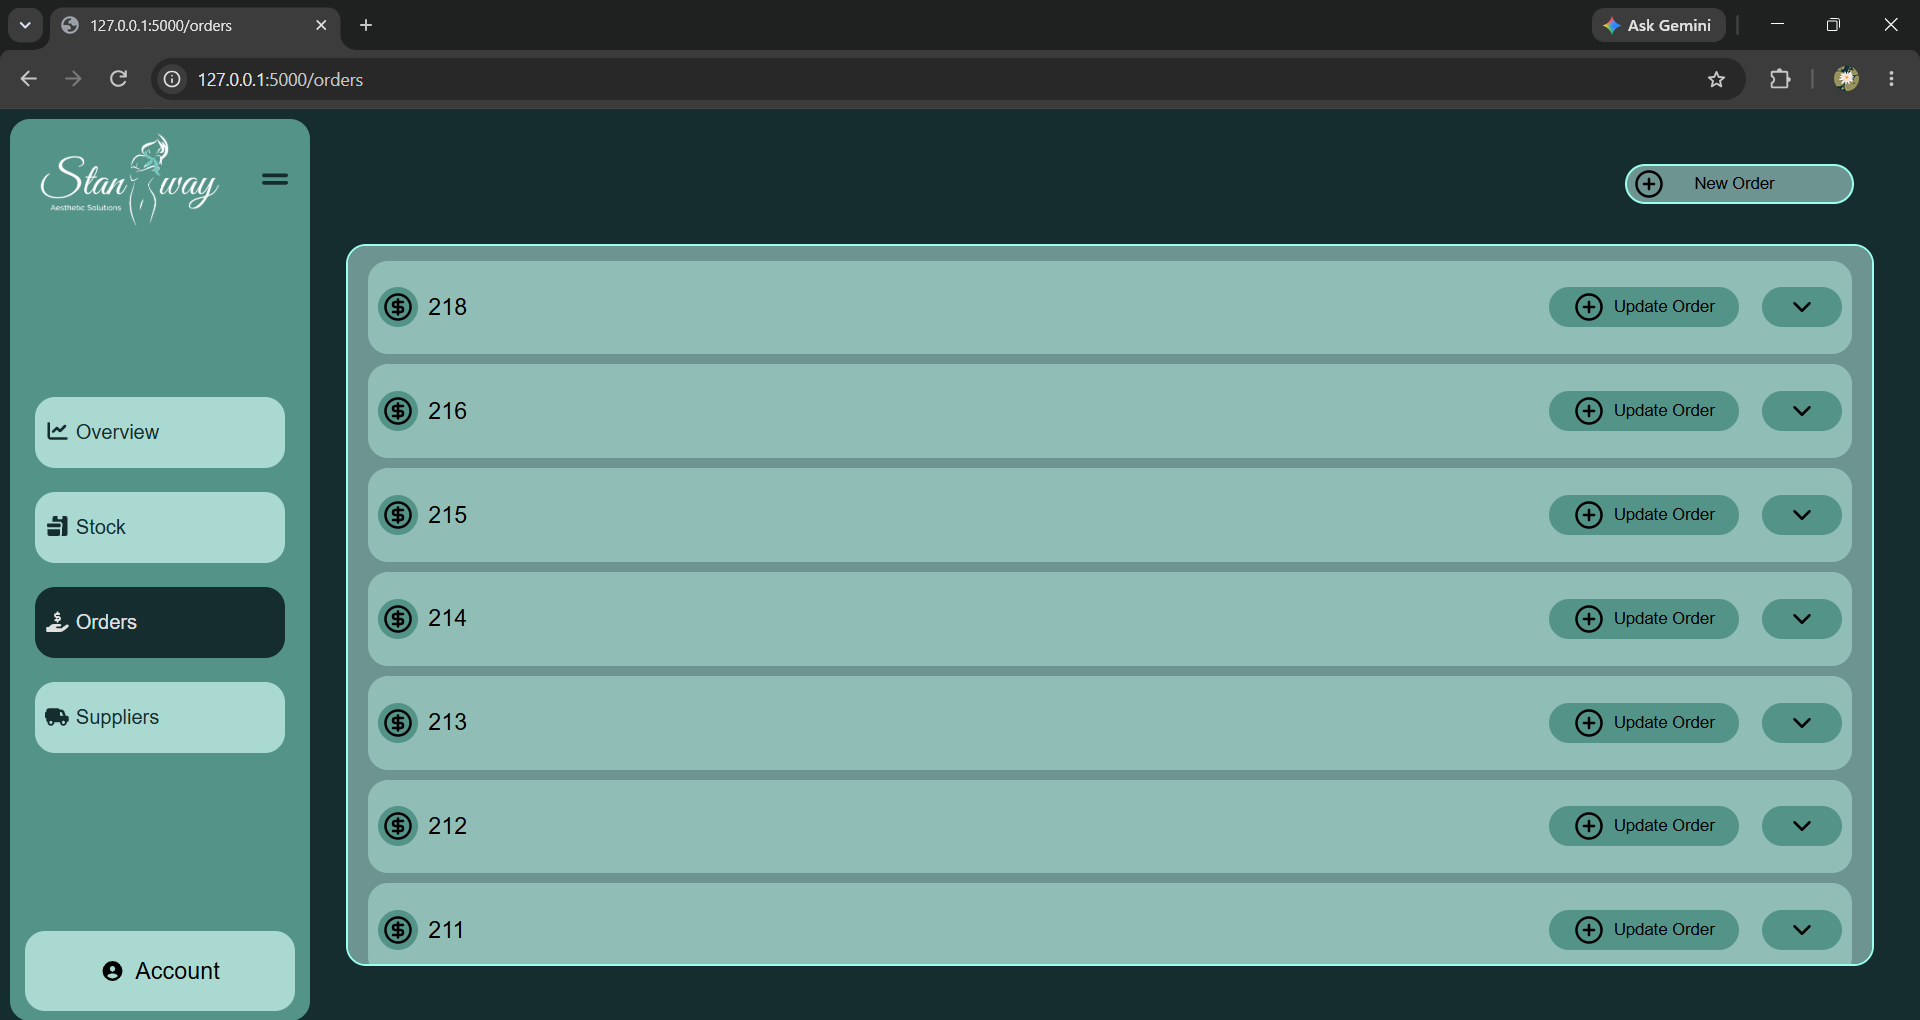 127.0.0.1:5000/orders
Ask Gemini
127.0.0.1:5000/orders
Stan way
Aesthetic Solutions
New Order
218 Update Order
216 Update Order
215 Update Order
214 Update Order
213 Update Order
212 Update Order
211 Update Order
Overview
Stock
Orders
Suppliers
Account